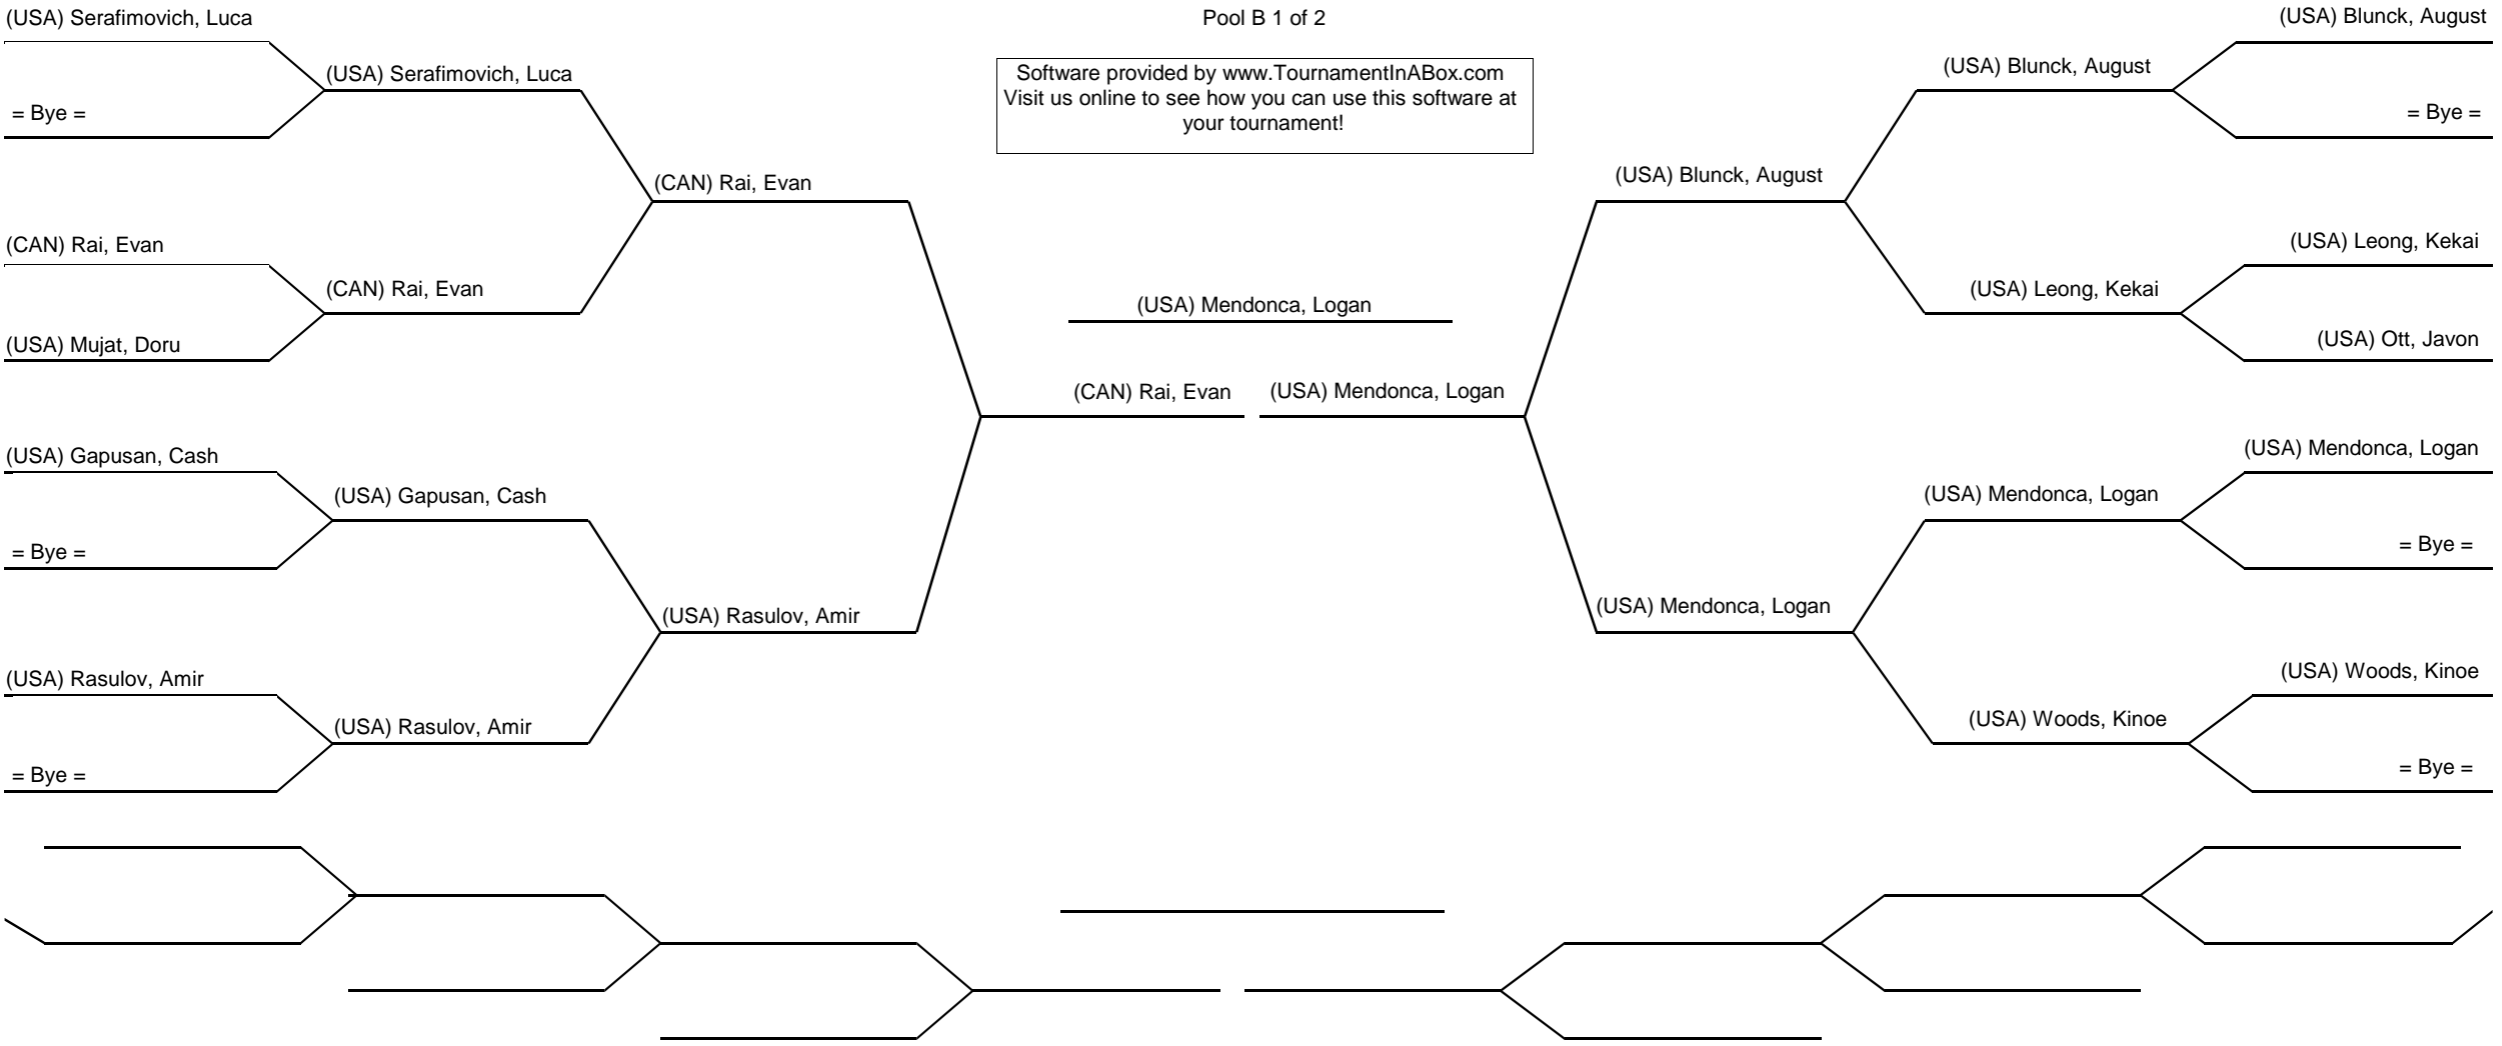 (USA) Serafimovich, Luca
Pool B 1 of 2
(USA) Blunck, August
Software provided by www.TournamentInABox.com
Visit us online to see how you can use this software at
your tournament!
(USA) Serafimovich, Luca
(USA) Blunck, August
= Bye =
= Bye =
(CAN) Rai, Evan
(USA) Blunck, August
(CAN) Rai, Evan
(USA) Leong, Kekai
(CAN) Rai, Evan
(USA) Mendonca, Logan
(USA) Leong, Kekai
(USA) Mujat, Doru
(USA) Ott, Javon
(CAN) Rai, Evan
(USA) Mendonca, Logan
(USA) Gapusan, Cash
(USA) Mendonca, Logan
(USA) Gapusan, Cash
(USA) Mendonca, Logan
= Bye =
= Bye =
(USA) Rasulov, Amir
(USA) Mendonca, Logan
(USA) Rasulov, Amir
(USA) Woods, Kinoe
(USA) Rasulov, Amir
(USA) Woods, Kinoe
= Bye =
= Bye =